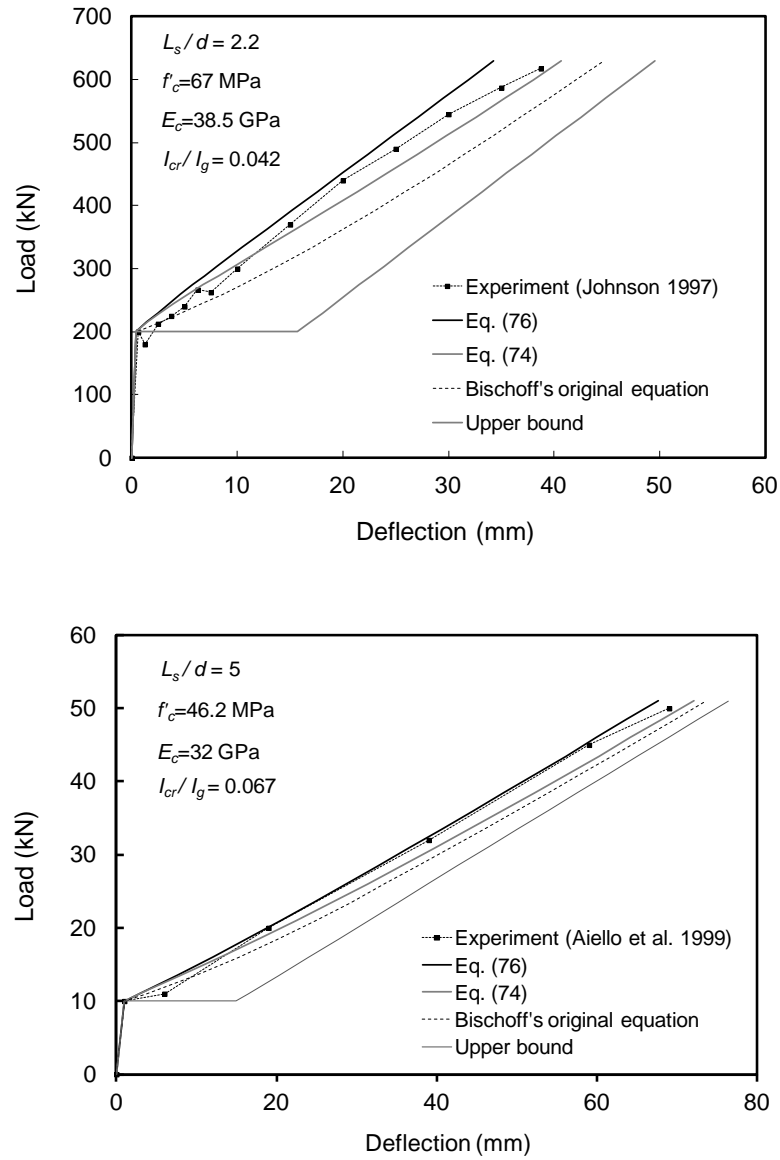 700
600
500
400
300
200
100
0
Load (kN)
L_s / d = 2.2
f'_c=67 MPa
E_c=38.5 GPa
I_cr / I_g = 0.042
Experiment (Johnson 1997)
Eq. (76)
Eq. (74)
Bischoff's original equation
Upper bound
0 10 20 30 40 50 60
Deflection (mm)
60
50
40
30
20
10
0
Load (kN)
L_s / d = 5
f'_c=46.2 MPa
E_c=32 GPa
I_cr / I_g = 0.067
Experiment (Aiello et al. 1999)
Eq. (76)
Eq. (74)
Bischoff's original equation
Upper bound
0 20 40 60 80
Deflection (mm)